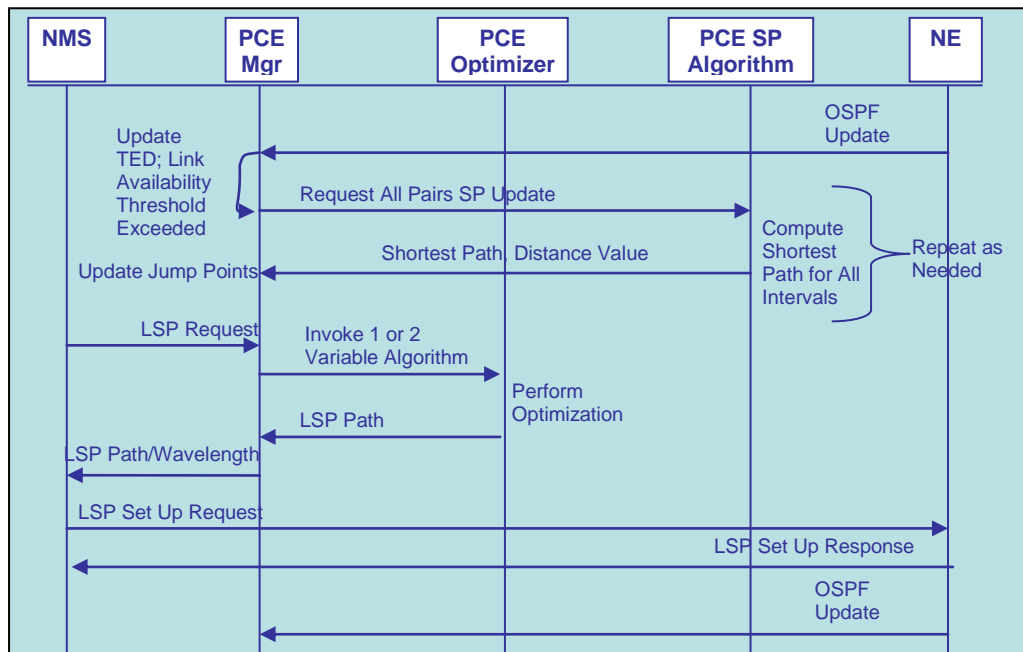 NMS
PCE
Mgr
PCE
Optimizer
PCE SP
Algorithm
NE
OSPF
Update
Update
TED; Link
Availability
Threshold
Exceeded
Request All Pairs SP Update
Compute
Shortest
Path for All
Intervals
Repeat as
Needed
Shortest Path, Distance Value
Update Jump Points
LSP Request
Invoke 1 or 2
Variable Algorithm
Perform
Optimization
LSP Path
LSP Path/Wavelength
LSP Set Up Request
LSP Set Up Response
OSPF
Update